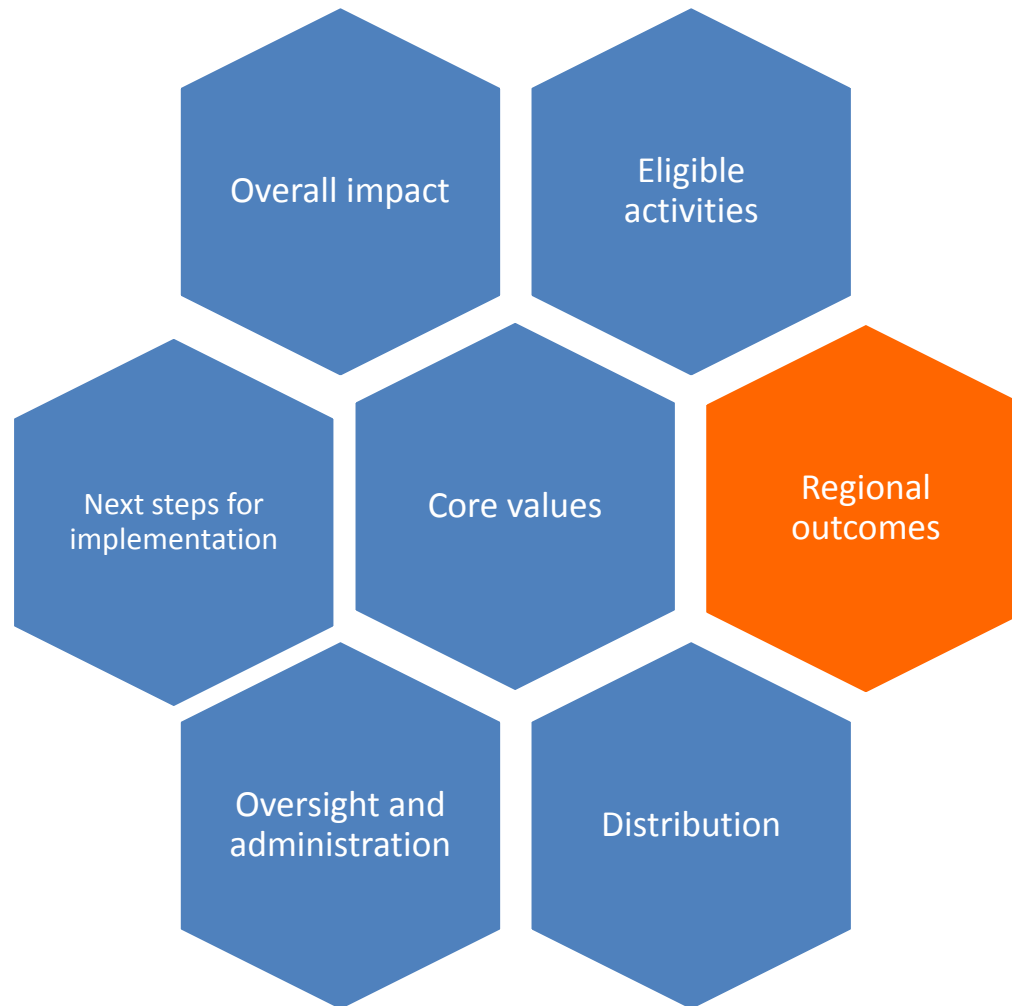 Overall impact
Eligible
activities
Next steps for
implementation
Core values
Regional
outcomes
Oversight and
administration
Distribution